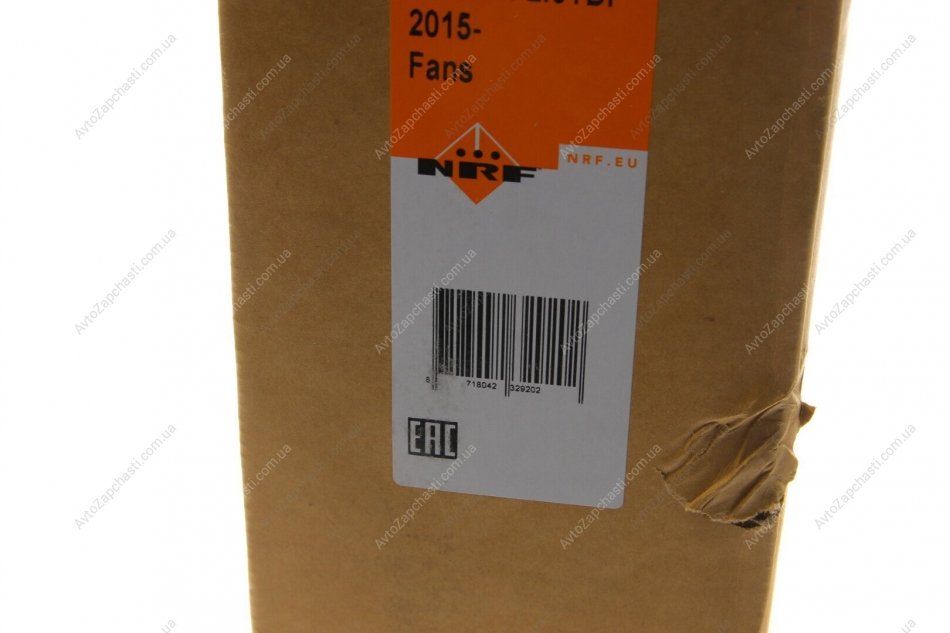 2015-
Fans
NRF
NRF.EU
8 718042 329202
EAC
AvtoZapchasti.com.ua